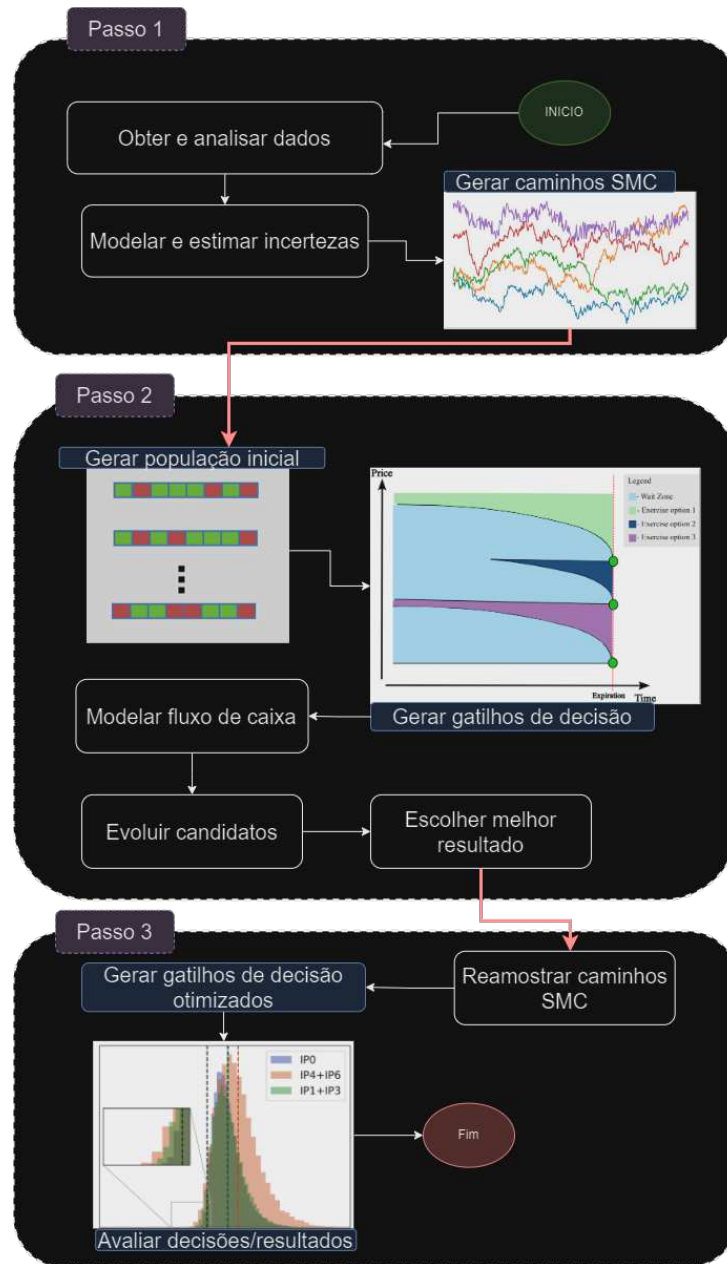 Passo 1
INICIO
Obter e analisar dados
Gerar caminhos SMC
Modelar e estimar incertezas
Passo 2
Gerar população inicial
Price
Legend
- Wait Zone
- Exercise option 1
- Exercise option 2
- Exercise option 3
Expiration
Time
Gerar gatilhos de decisão
Modelar fluxo de caixa
Evoluir candidatos
Escolher melhor
resultado
Passo 3
Gerar gatilhos de decisão
otimizados
Reamostrar caminhos
SMC
IP0
IP4+IP6
IP1+IP3
Fim
Avaliar decisões/resultados